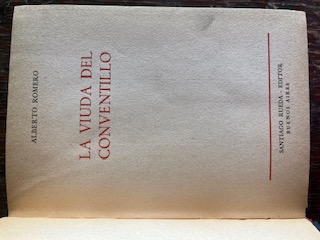 ALBERTO ROMERO
LA VIUDA DEL
CONVENTILLO
SANTIAGO RUEDA - EDITOR
BUENOS AIRES